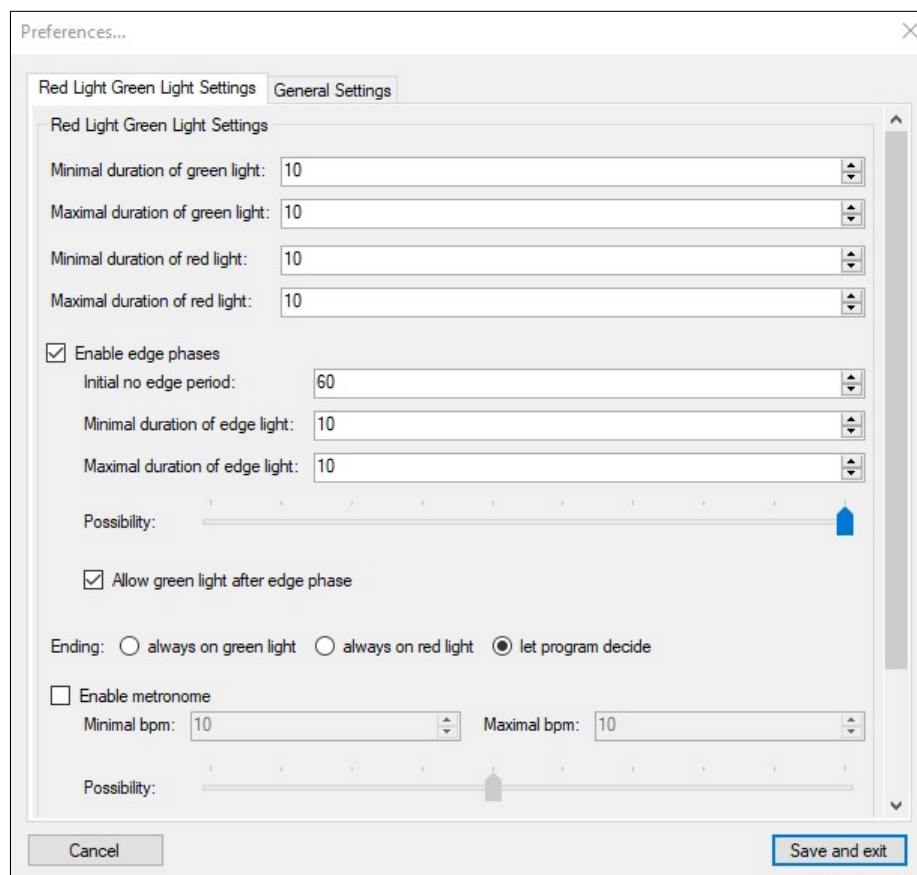 Preferences...
Red Light Green Light Settings General Settings
Red Light Green Light Settings
Minimal duration of green light: 10
Maximal duration of green light: 10
Minimal duration of red light: 10
Maximal duration of red light: 10
Enable edge phases
Initial no edge period: 60
Minimal duration of edge light: 10
Maximal duration of edge light: 10
Possibility:
Allow green light after edge phase
Ending: always on green light always on red light let program decide
Enable metronome
Minimal bpm: 10 Maximal bpm: 10
Possibility:
Cancel Save and exit